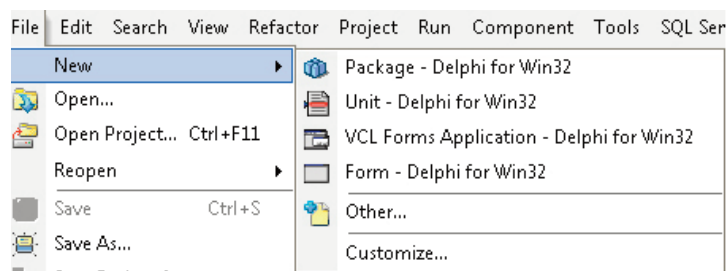 File Edit Search View Refactor Project Run Component Tools SQL Ser
New
Open...
Open Project... Ctrl+F11
Reopen
Save Ctrl+S
Save As...
Package - Delphi for Win32
Unit - Delphi for Win32
VCL Forms Application - Delphi for Win32
Form - Delphi for Win32
Other...
Customize...